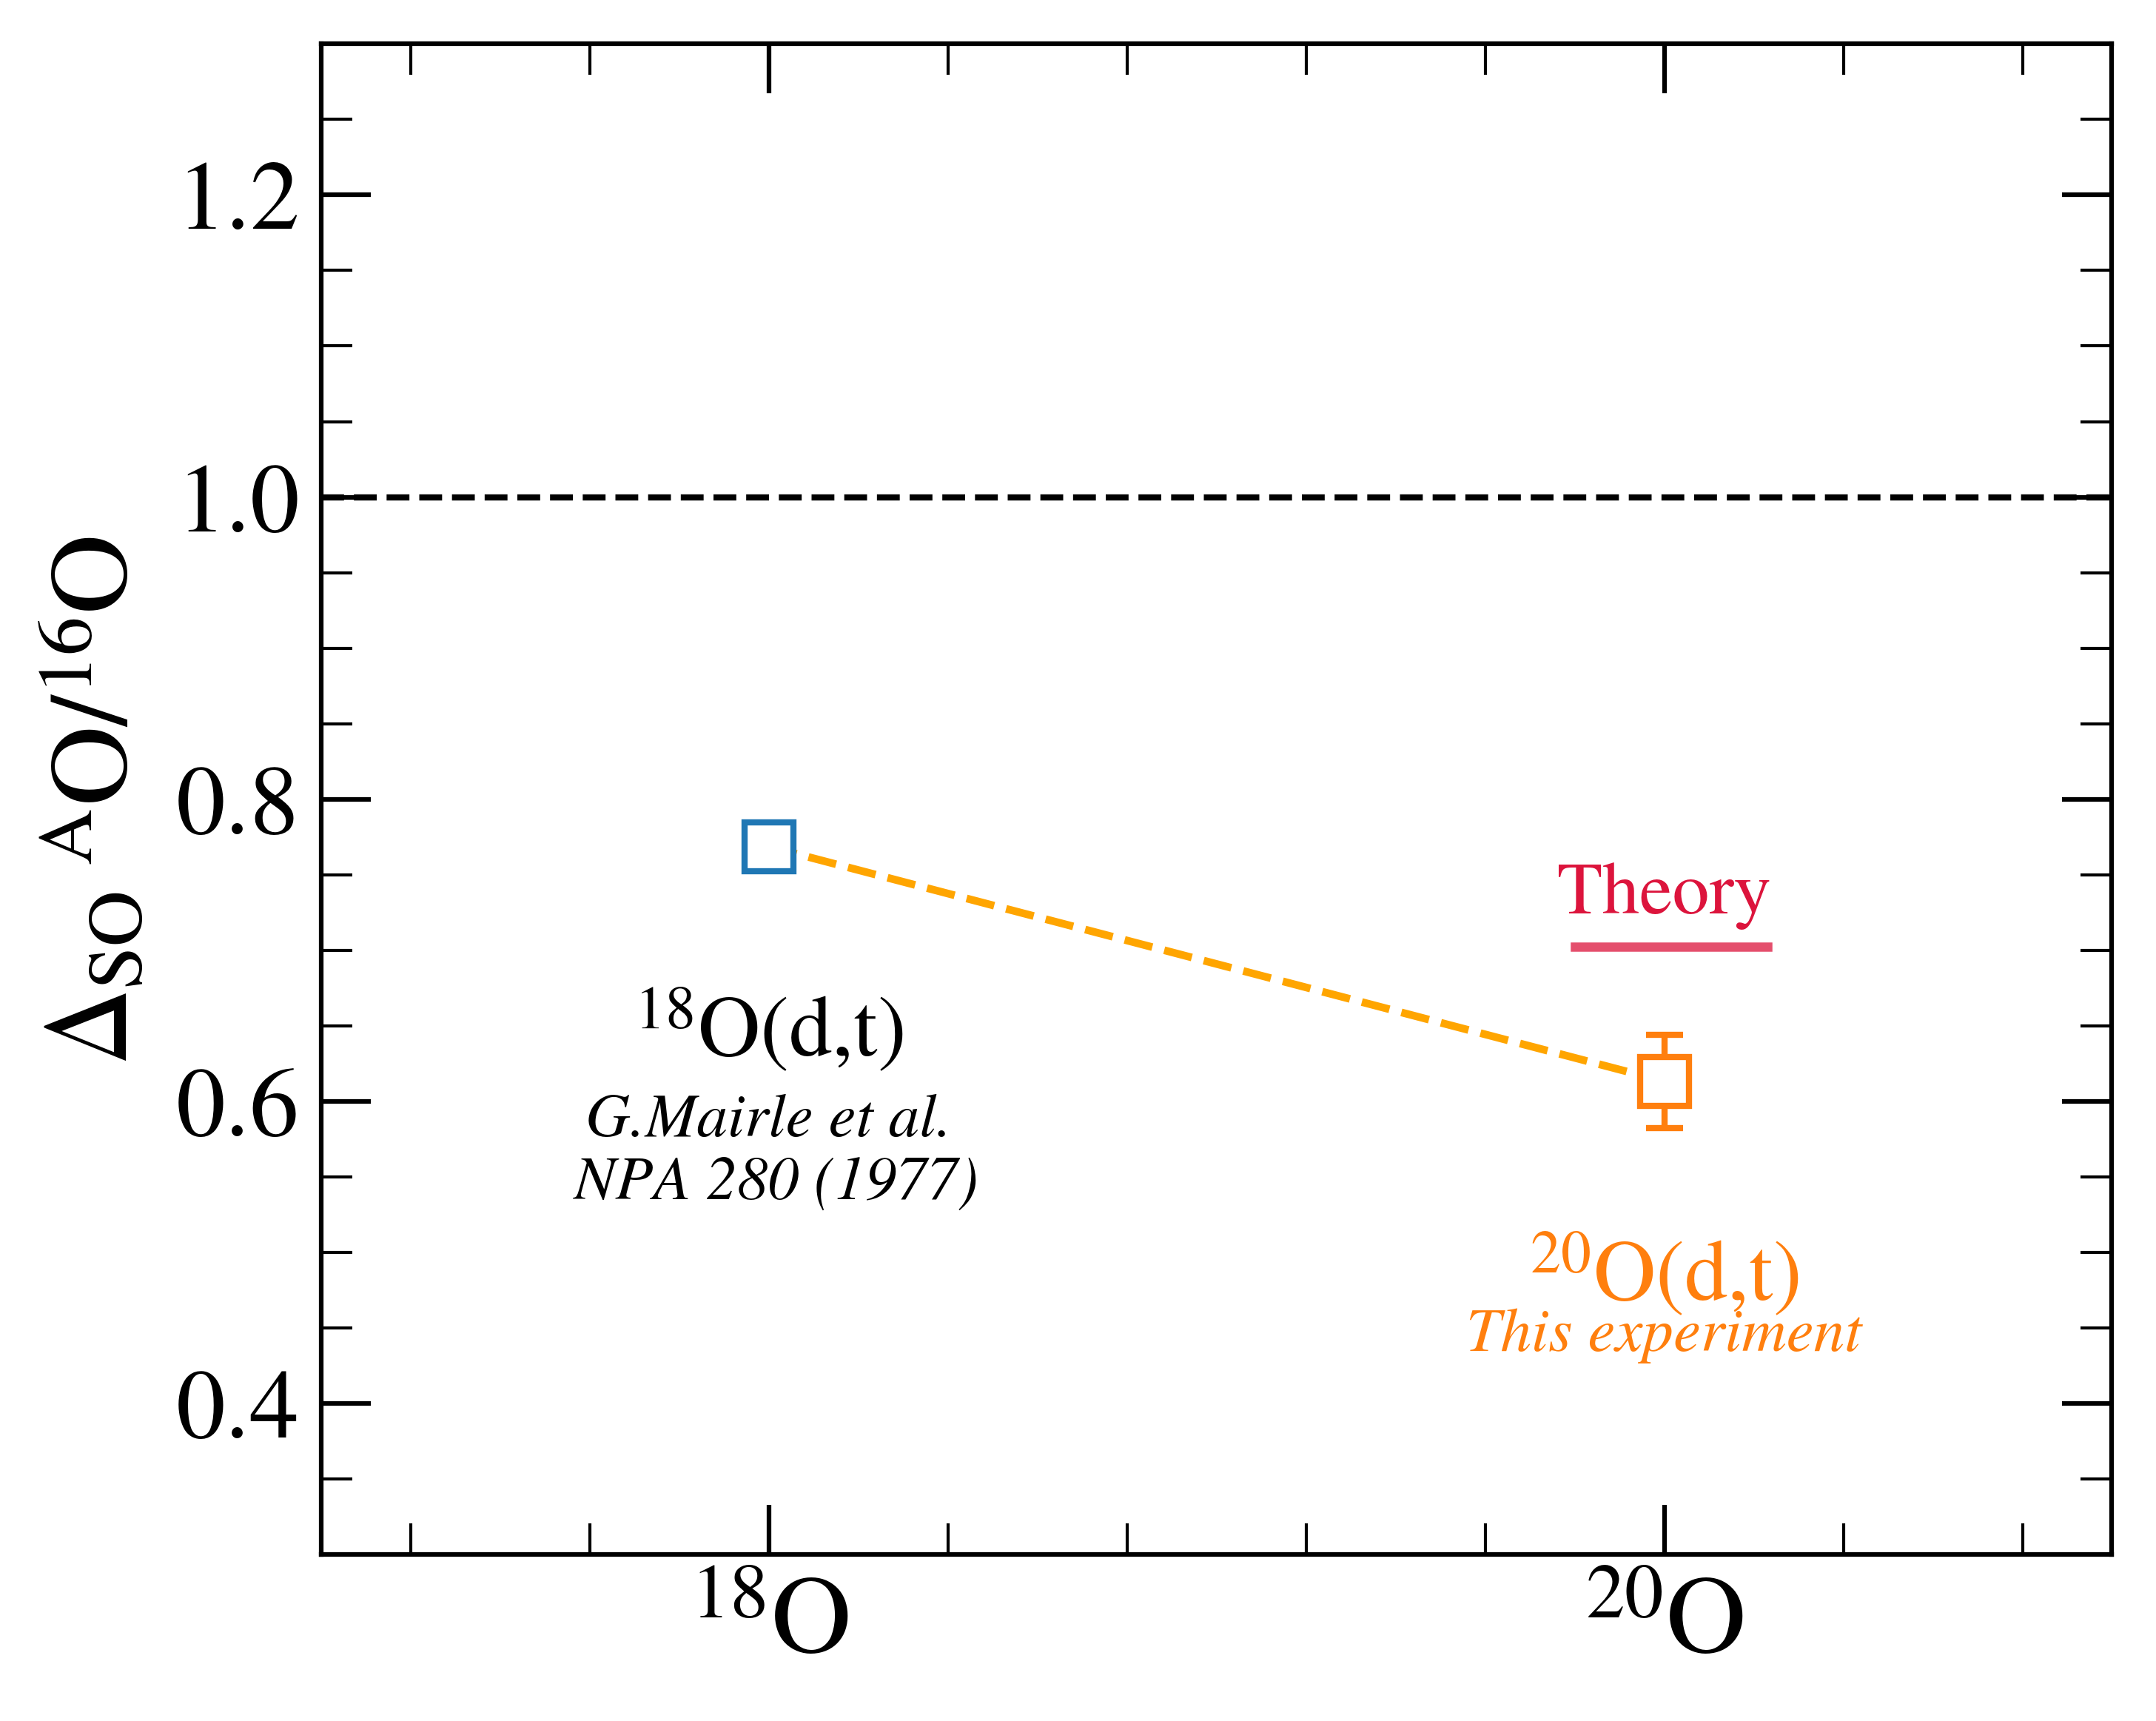 1.2
1.0
0.8
0.6
0.4
Δso ᴬO/¹⁶O
Theory
¹⁸O(d,t)
G.Mairle et al.
NPA 280 (1977)
²⁰O(d,t)
This experiment
¹⁸O
²⁰O